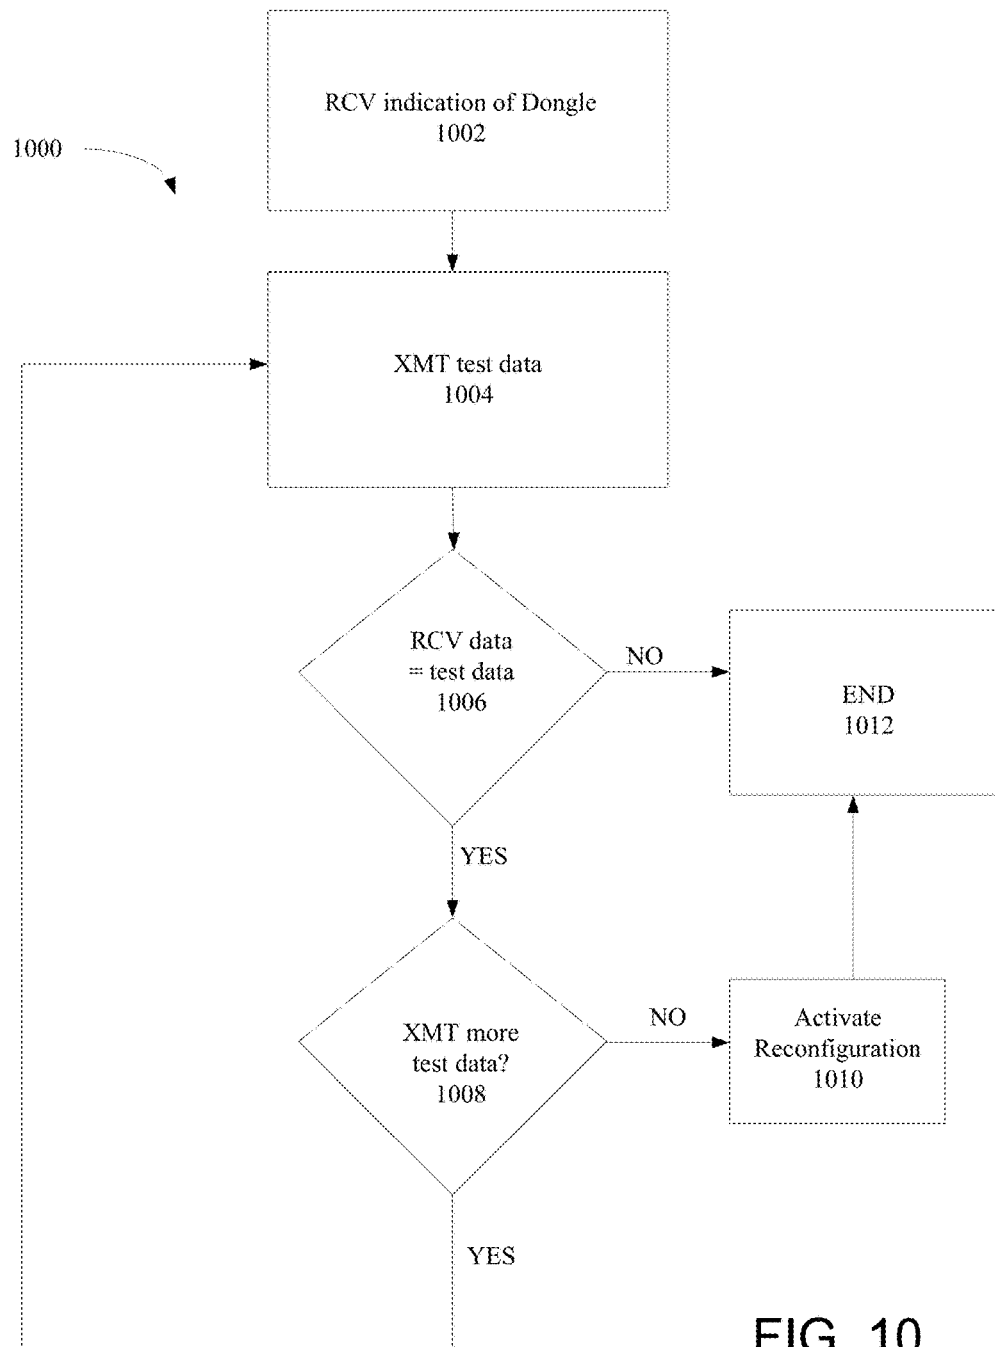 RCV indication of Dongle
1002
1000
XMT test data
1004
RCV data
= test data
1006
NO
END
1012
YES
XMT more
test data?
1008
NO
Activate
Reconfiguration
1010
YES
FIG. 10